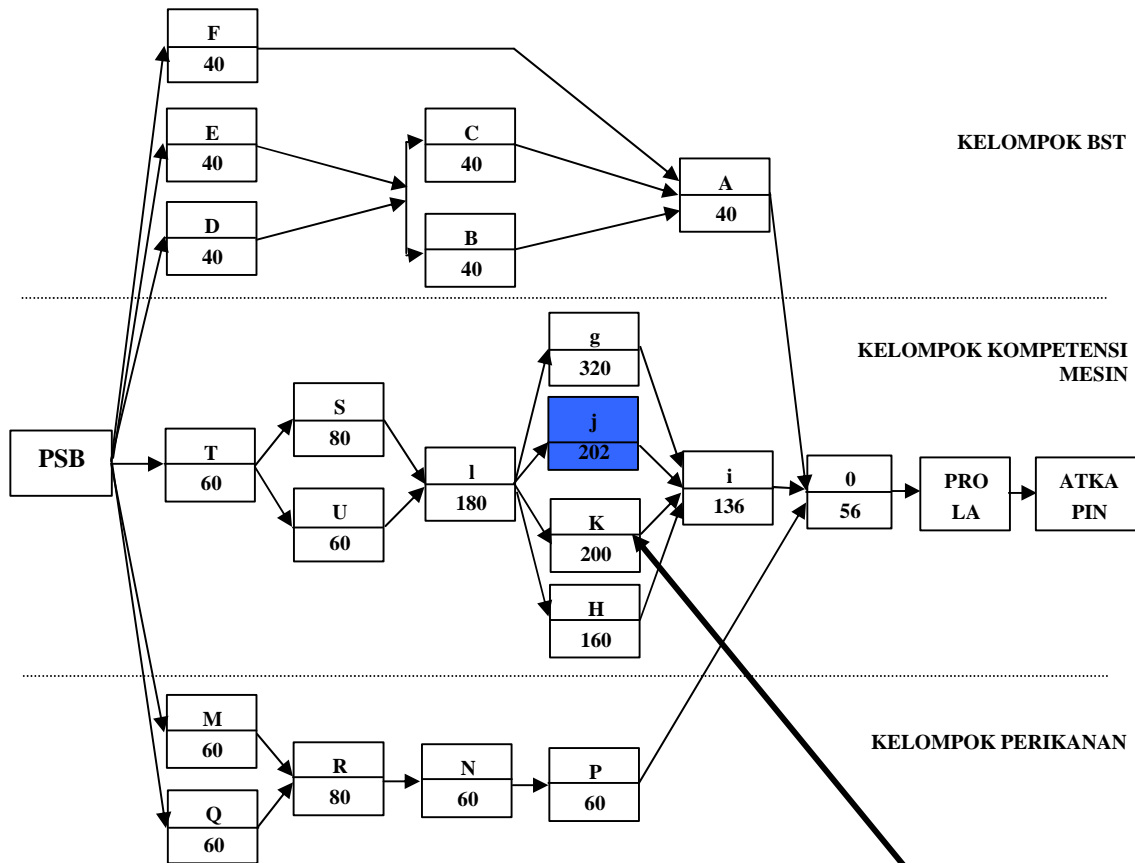 F
40
E
40
D
40
C
40
B
40
A
40
KELOMPOK BST
KELOMPOK KOMPETENSI
MESIN
PSB
T
60
S
80
U
60
l
180
g
320
j
202
K
200
H
160
i
136
0
56
PRO
LA
ATKA
PIN
KELOMPOK PERIKANAN
M
60
Q
60
R
80
N
60
P
60